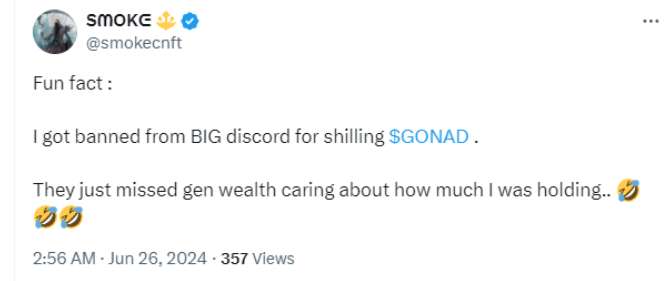 SMOKE
@smokecnft
Fun fact :
I got banned from BIG discord for shilling $GONAD .
They just missed gen wealth caring about how much I was holding.. 🤣
🤣🤣
2:56 AM · Jun 26, 2024 · 357 Views